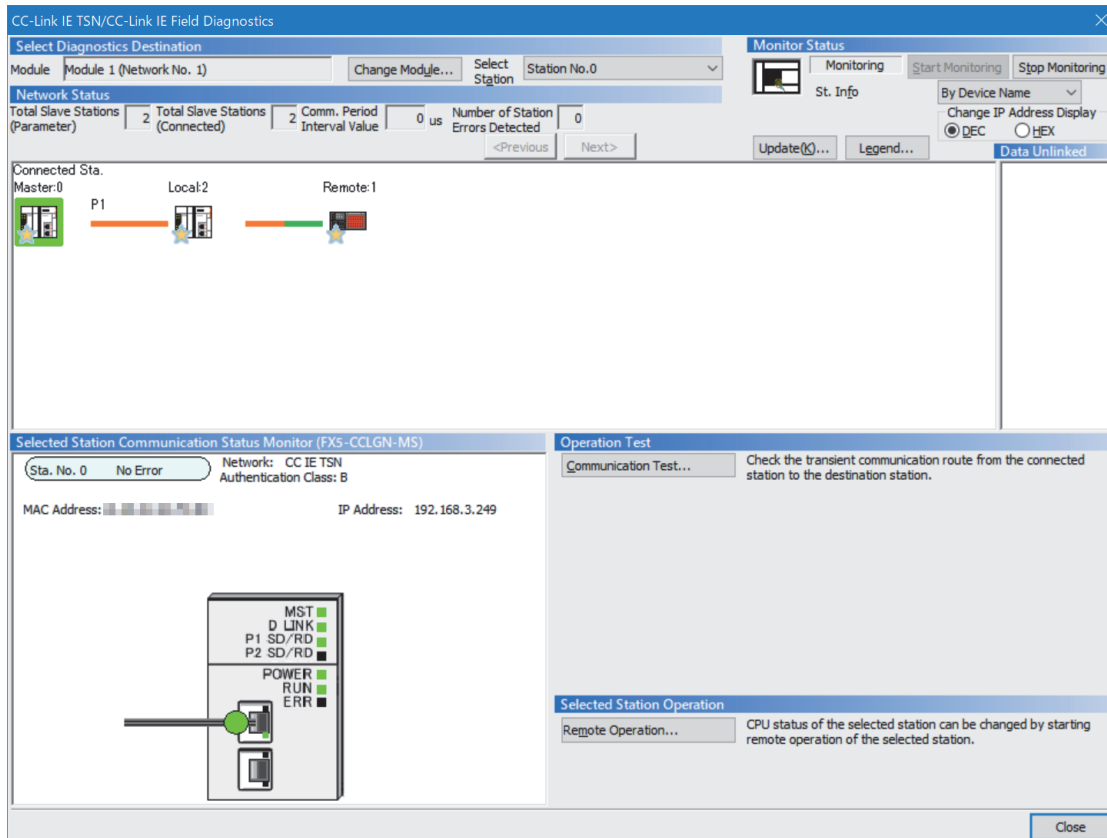 CC-Link IE TSN/CC-Link IE Field Diagnostics
Select Diagnostics Destination
Module Module 1 (Network No. 1) Change Module... Select Station Station No.0
Monitor Status
Monitoring Start Monitoring Stop Monitoring
St. Info By Device Name
Change IP Address Display
DEC HEX
Update(K)... Legend...
Network Status
Total Slave Stations (Parameter) 2 Total Slave Stations (Connected) 2 Comm. Period Interval Value 0 us Number of Station Errors Detected 0
<Previous Next>
Data Unlinked
Connected Sta.
Master:0 Local:2 Remote:1
P1
Selected Station Communication Status Monitor (FX5-CCLGN-MS)
Sta. No. 0 No Error
Network: CC IE TSN
Authentication Class: B
MAC Address:
IP Address: 192.168.3.249
MST
D LINK
P1 SD/RD
P2 SD/RD
POWER
RUN
ERR
Operation Test
Communication Test...
Check the transient communication route from the connected
station to the destination station.
Selected Station Operation
Remote Operation...
CPU status of the selected station can be changed by starting
remote operation of the selected station.
Close